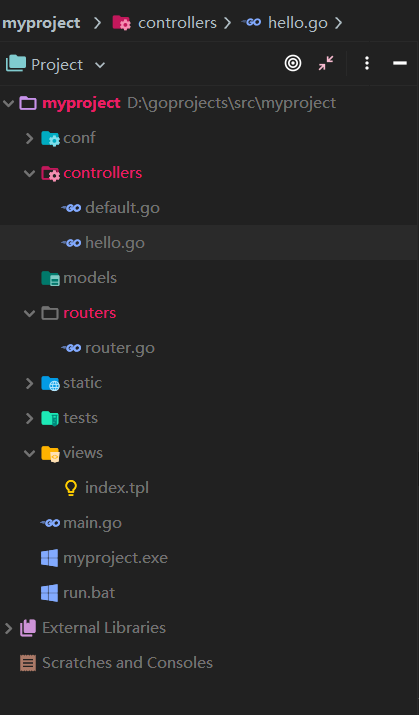 myproject controllers hello.go
Project
myproject D:\goprojects\src\myproject
conf
controllers
default.go
hello.go
models
routers
router.go
static
tests
views
index.tpl
main.go
myproject.exe
run.bat
External Libraries
Scratches and Consoles